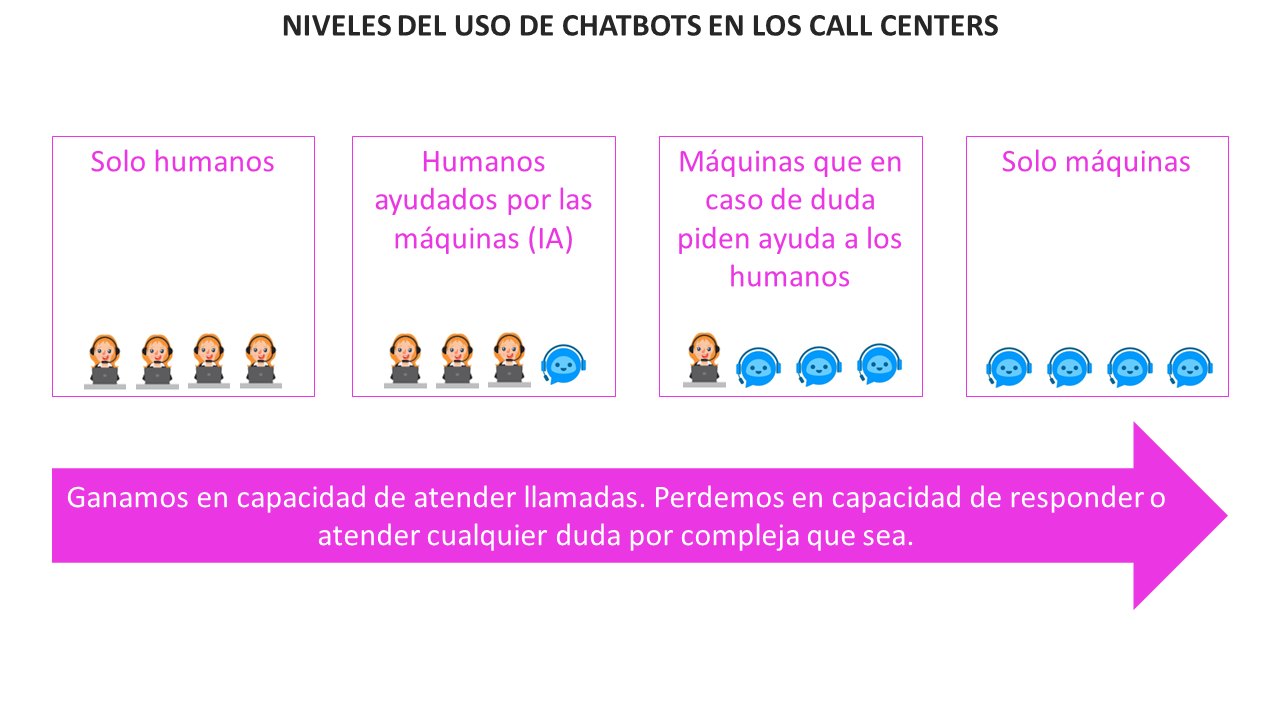 NIVELES DEL USO DE CHATBOTS EN LOS CALL CENTERS
Solo humanos
Humanos
ayudados por las
máquinas (IA)
Máquinas que en
caso de duda
piden ayuda a los
humanos
Solo máquinas
Ganamos en capacidad de atender llamadas. Perdemos en capacidad de responder o
atender cualquier duda por compleja que sea.